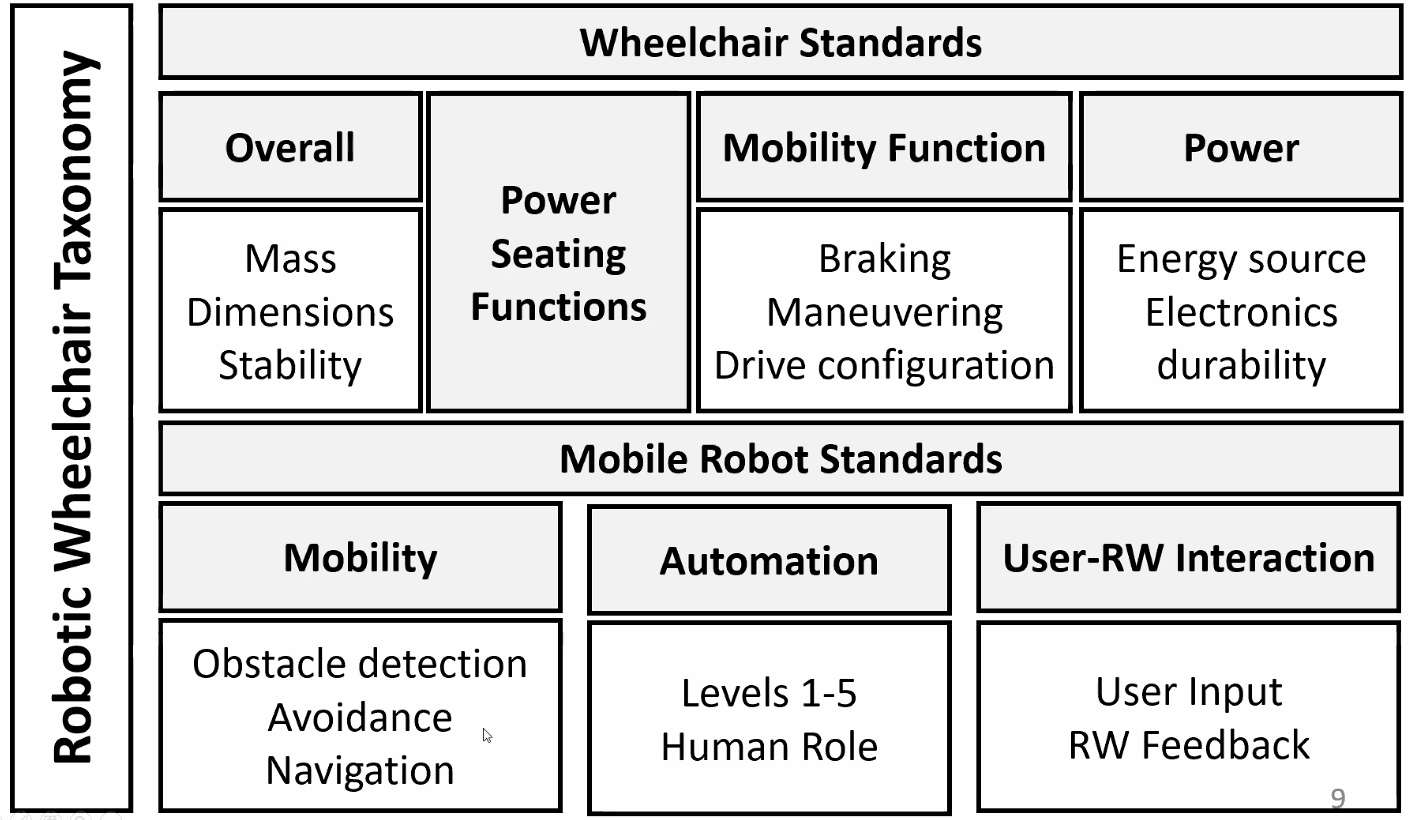 Robotic Wheelchair Taxonomy
Wheelchair Standards
Overall
Mass
Dimensions
Stability
Power
Seating
Functions
Mobility Function
Braking
Maneuvering
Drive configuration
Power
Energy source
Electronics
durability
Mobile Robot Standards
Mobility
Obstacle detection
Avoidance
Navigation
Automation
Levels 1-5
Human Role
User-RW Interaction
User Input
RW Feedback
9